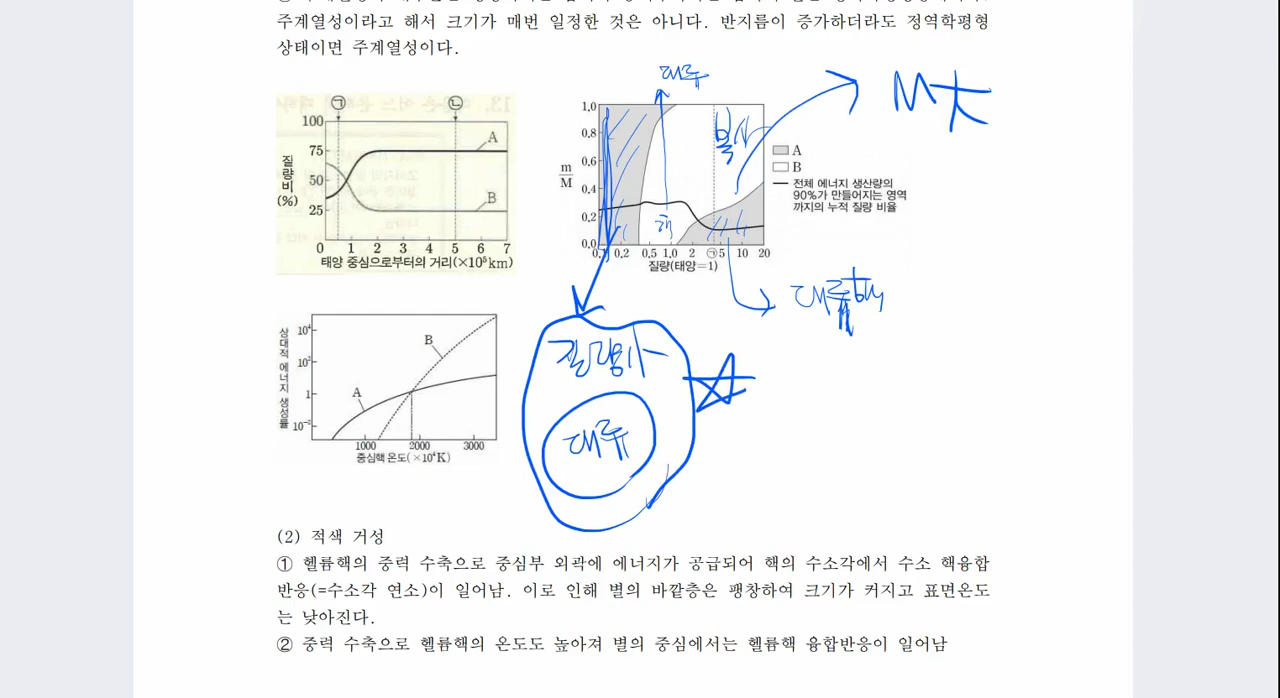 주계열성이라고 해서 크기가 매번 일정한 것은 아니다. 반지름이 증가하더라도 정역학평형
상태이면 주계열성이다.
㉠ ㉡
100
75
50
25
0
질량비(%)
A
B
1 2 3 4 5 6 7
태양 중심으로부터의 거리(×10⁵km)
대류
M大
1.0
0.8
0.6
0.4
0.2
0.0
m/M
복사
핵
A
B
전체 에너지 생산량의
90%가 만들어지는 영역
까지의 누적 질량 비율
0.1 0.2 0.5 1.0 2 ㉠5 10 20
질량(태양=1)
대류핵
상대적 에너지 생성률
10⁴
10²
1
10⁻²
A
B
1000 2000 3000
중심핵 온도(×10⁴K)
대류
(2) 적색 거성
① 헬륨핵의 중력 수축으로 중심부 외곽에 에너지가 공급되어 핵의 수소각에서 수소 핵융합
반응(=수소각 연소)이 일어남. 이로 인해 별의 바깥층은 팽창하여 크기가 커지고 표면온도
는 낮아진다.
② 중력 수축으로 헬륨핵의 온도도 높아져 별의 중심에서는 헬륨핵 융합반응이 일어남